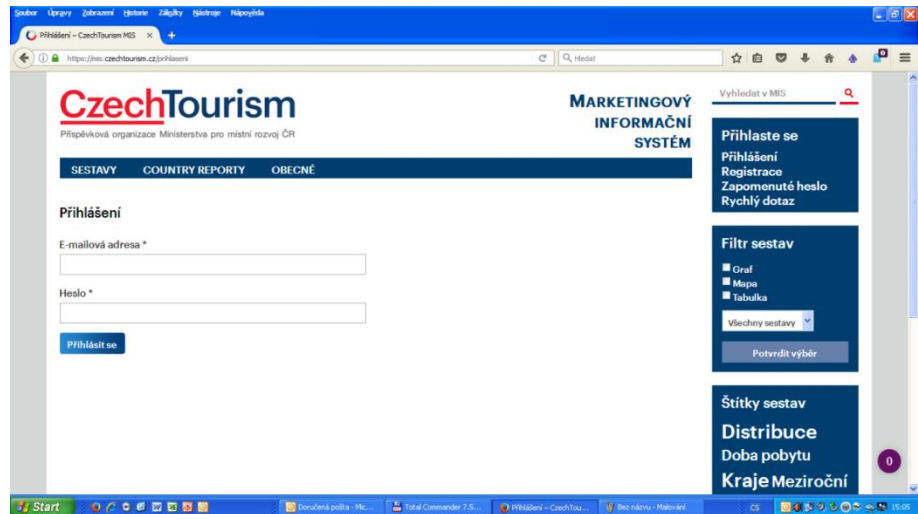 Soubor Úpravy Zobrazení Historie Záložky Nástroje Nápověda
Přihlášení – CzechTourism MIS
https://mis.czechtourism.cz/prihlaseni
Hledat
CzechTourism
Příspěvková organizace Ministerstva pro místní rozvoj ČR
MARKETINGOVÝ
INFORMAČNÍ
SYSTÉM
SESTAVY COUNTRY REPORTY OBECNÉ
Přihlášení
E-mailová adresa *
Heslo *
Přihlásit se
Vyhledat v MIS
Přihlaste se
Přihlášení
Registrace
Zapomenuté heslo
Rychlý dotaz
Filtr sestav
Graf
Mapa
Tabulka
Všechny sestavy
Potvrdit výběr
Štítky sestav
Distribuce
Doba pobytu
Kraje Meziroční
0
Start
Doručená pošta - Mic...
Total Commander 7.5...
Přihlášení – CzechTou...
Bez názvu - Malování
CS
15:05